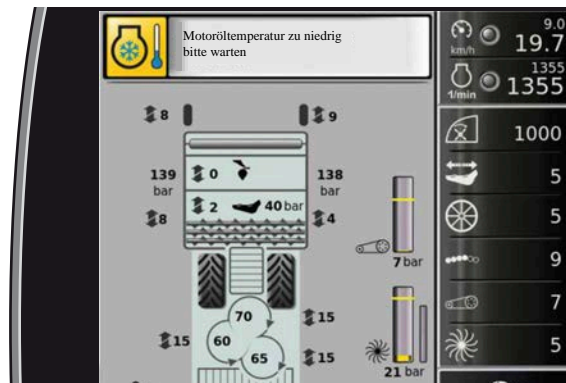 Motoröltemperatur zu niedrig
bitte warten
9.0
km/h
19.7
1355
1/min
1355
8
9
1000
139
bar
0
138
bar
5
2
40 bar
8
4
5
9
7 bar
7
70
15
60
15
65
15
5
21 bar